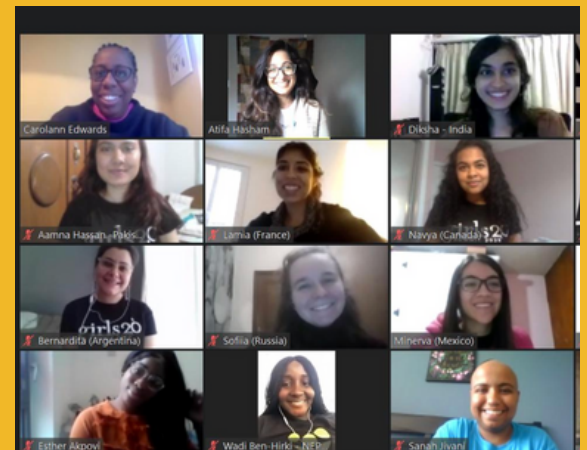 Carolann Edwards
Atifa Hasham
Diksha - India
Aamna Hassan - Pakis...
Lamia (France)
Navya (Canada)
girls20
Bernardita (Argentina)
Sofiia (Russia)
Minerva (Mexico)
Esther Akpovi
Wadi Ben-Hirki – NEP
Sanah Jivani